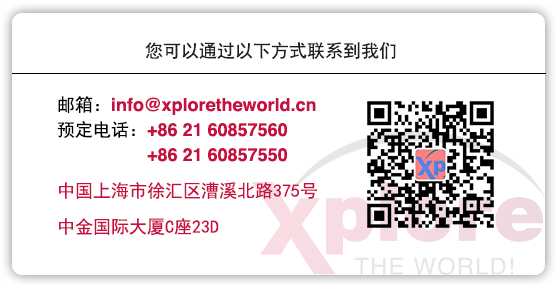 您可以通过以下方式联系到我们
邮箱：info@xploretheworld.cn
预定电话：+86 21 60857560
+86 21 60857550
中国上海市徐汇区漕溪北路375号
中金国际大厦C座23D
Xp
Xplore
THE WORLD!